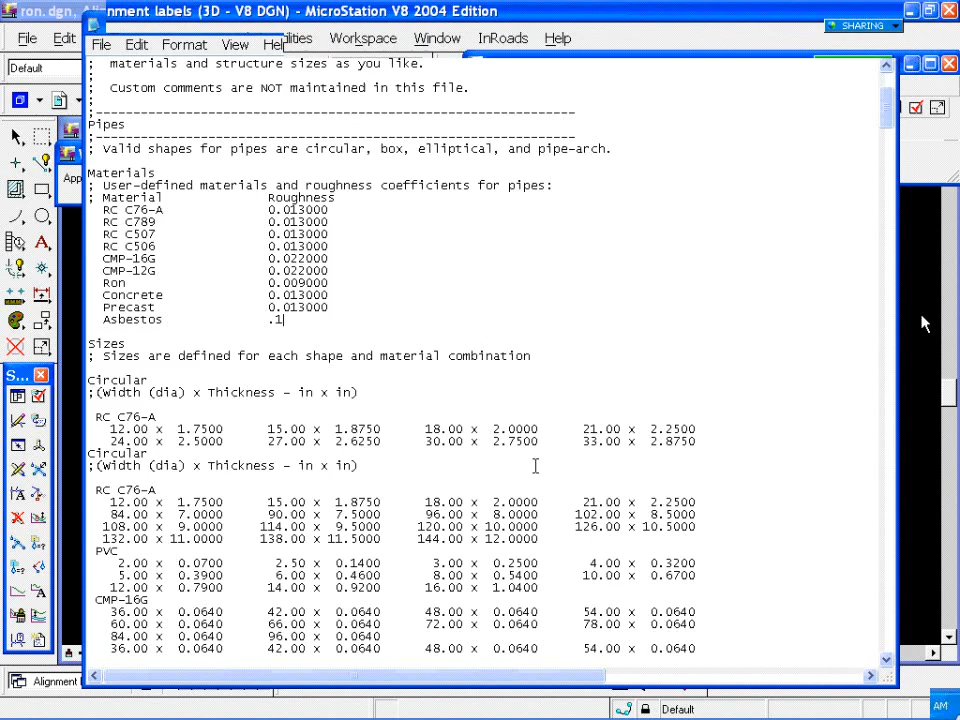 ron. dgn, Alignment labels (3D - V8 DGN) - MicroStation V8 2004 Edition
SHARING
File Edit Utilities Workspace Window InRoads Help
File Edit Format View Hel
Default
App
;  materials and structure sizes as you like.
;
;  Custom comments are NOT maintained in this file.
;
;---------------------------------------------------------------
Pipes
;---------------------------------------------------------------
; Valid shapes for pipes are circular, box, elliptical, and pipe-arch.
Materials
; User-defined materials and roughness coefficients for pipes:
; Material Roughness
RC C76-A 0.013000
RC C789 0.013000
RC C507 0.013000
RC C506 0.013000
CMP-16G 0.022000
CMP-12G 0.022000
Ron 0.009000
Concrete 0.013000
Precast 0.013000
Asbestos .1
Sizes
; Sizes are defined for each shape and material combination
Circular
;(Width (dia) x Thickness - in x in)
RC C76-A
12.00 x 1.7500 15.00 x 1.8750 18.00 x 2.0000 21.00 x 2.2500
24.00 x 2.5000 27.00 x 2.6250 30.00 x 2.7500 33.00 x 2.8750
Circular
;(Width (dia) x Thickness - in x in)
RC C76-A
12.00 x 1.7500 15.00 x 1.8750 18.00 x 2.0000 21.00 x 2.2500
84.00 x 7.0000 90.00 x 7.5000 96.00 x 8.0000 102.00 x 8.5000
108.00 x 9.0000 114.00 x 9.5000 120.00 x 10.0000 126.00 x 10.5000
132.00 x 11.0000 138.00 x 11.5000 144.00 x 12.0000
PVC
2.00 x 0.0700 2.50 x 0.1400 3.00 x 0.2500 4.00 x 0.3200
5.00 x 0.3900 6.00 x 0.4600 8.00 x 0.5400 10.00 x 0.6700
12.00 x 0.7900 14.00 x 0.9200 16.00 x 1.0400
CMP-16G
36.00 x 0.0640 42.00 x 0.0640 48.00 x 0.0640 54.00 x 0.0640
60.00 x 0.0640 66.00 x 0.0640 72.00 x 0.0640 78.00 x 0.0640
84.00 x 0.0640 96.00 x 0.0640
36.00 x 0.0640 42.00 x 0.0640 48.00 x 0.0640 54.00 x 0.0640
S...
Alignment
Default
AM